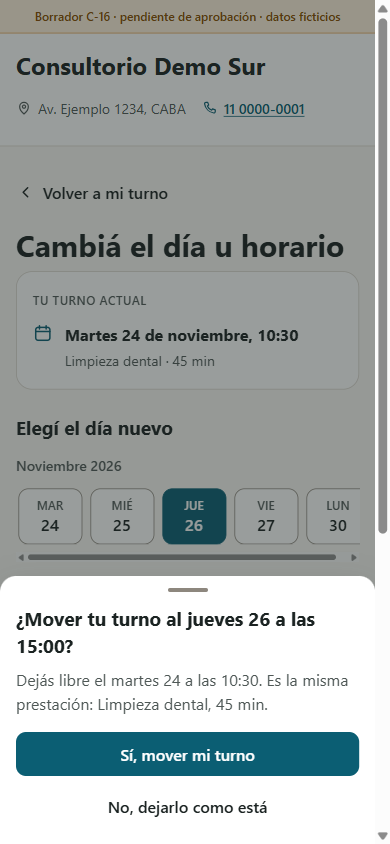 Borrador C-16 · pendiente de aprobación · datos ficticios
Consultorio Demo Sur
Av. Ejemplo 1234, CABA 11 0000-0001
Volver a mi turno
Cambiá el día u horario
TU TURNO ACTUAL
Martes 24 de noviembre, 10:30
Limpieza dental · 45 min
Elegí el día nuevo
Noviembre 2026
MAR MIÉ JUE VIE LUN
24 25 26 27 30
¿Mover tu turno al jueves 26 a las
15:00?
Dejás libre el martes 24 a las 10:30. Es la misma
prestación: Limpieza dental, 45 min.
Sí, mover mi turno
No, dejarlo como está